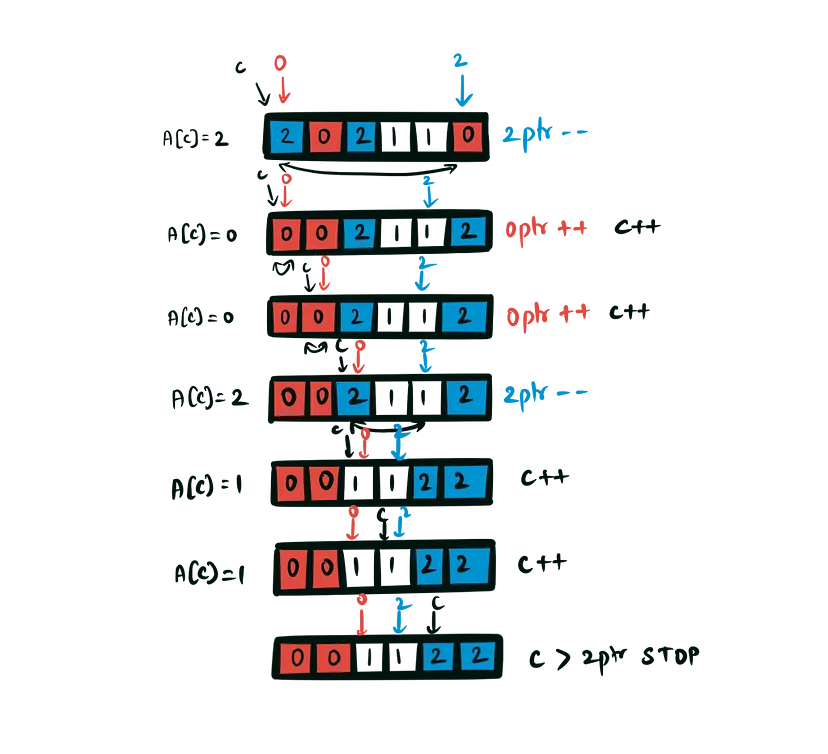 C 0 2
A[C]=2 2 0 2 1 1 0 2ptr --
C 0 2
A[C]=0 0 0 2 1 1 2 0ptr ++ C++
C 0 2
A[C]=0 0 0 2 1 1 2 0ptr ++ C++
C 0 2
A[C]=2 0 0 2 1 1 2 2ptr --
C 0 2
A[C]=1 0 0 1 1 2 2 C++
0 C 2
A[C]=1 0 0 1 1 2 2 C++
0 2 C
0 0 1 1 2 2 C > 2ptr STOP